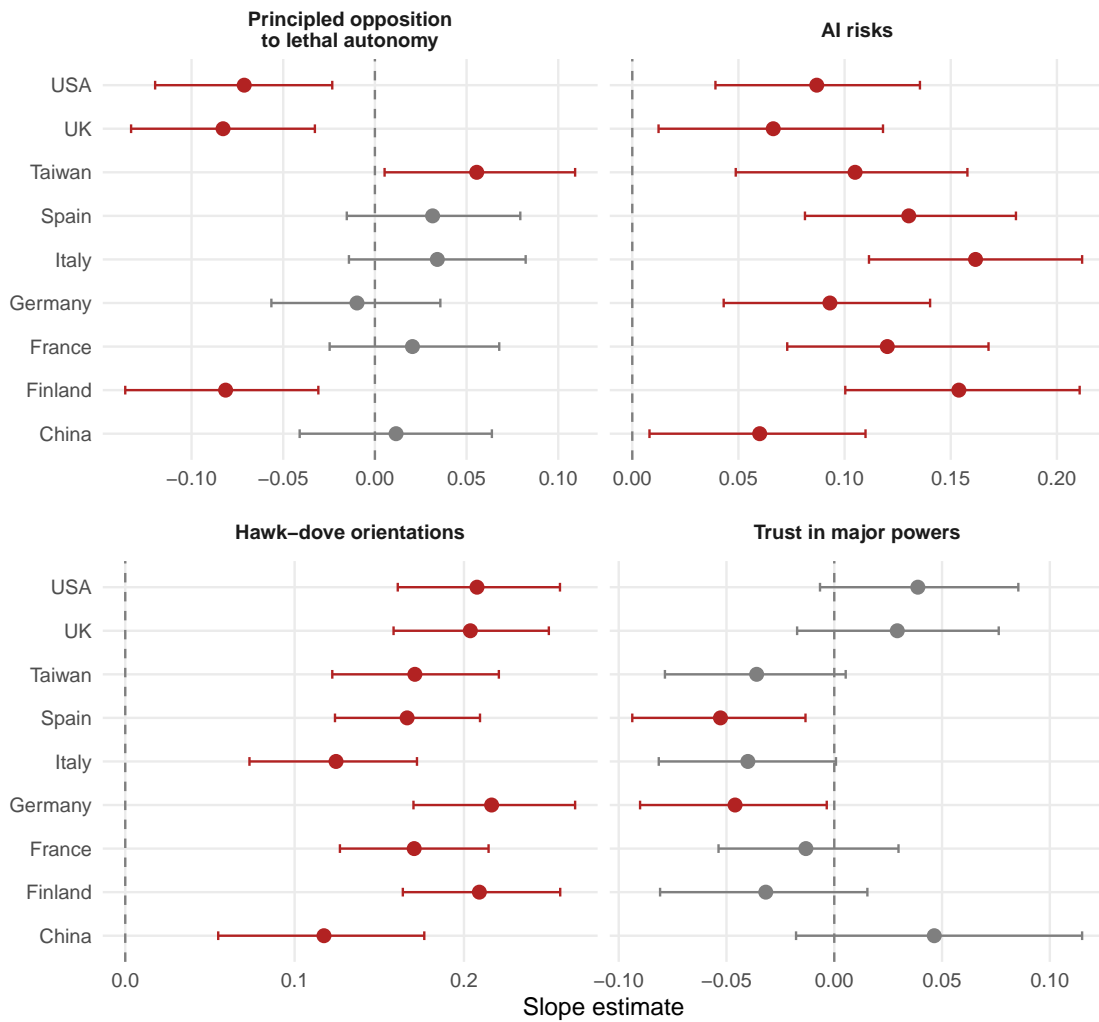 Principled opposition
to lethal autonomy
AI risks
USA
UK
Taiwan
Spain
Italy
Germany
France
Finland
China
−0.10 −0.05 0.00 0.05 0.10
0.00 0.05 0.10 0.15 0.20
Hawk−dove orientations
Trust in major powers
USA
UK
Taiwan
Spain
Italy
Germany
France
Finland
China
0.0 0.1 0.2
−0.10 −0.05 0.00 0.05 0.10
Slope estimate